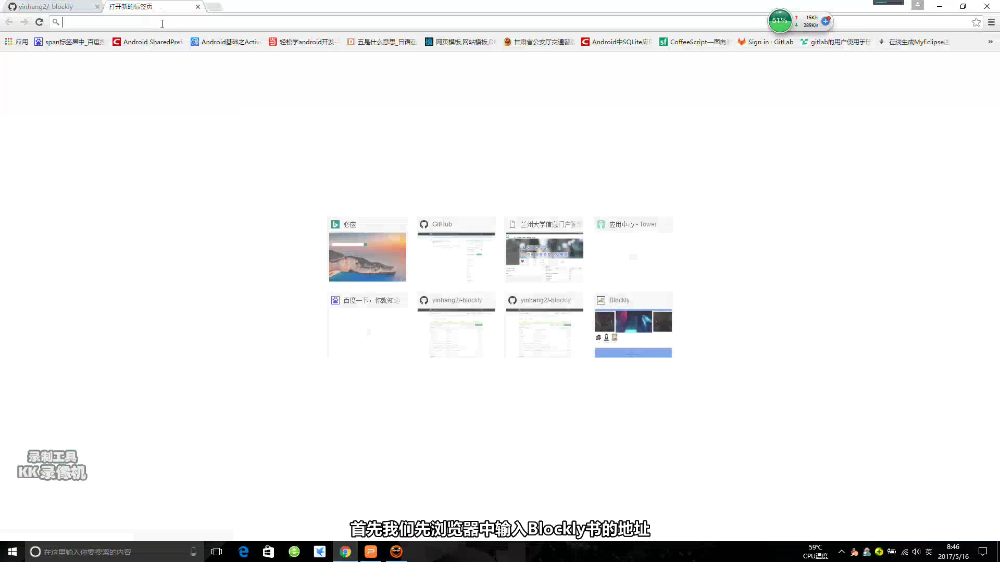 yinhang2/-blockly
打开新的标签页
51%
15K/s
289K/s
应用
span标签居中_百度搜
Android SharedPref
Android基础之Activ
轻松学android开发-
五是什么意思_日语在
网页模板,网站模板,D
甘肃省公安厅交通警
Android中SQLite应
CoffeeScript—面向
Sign in · GitLab
gitlab的用户使用手册
在线生成MyEclipse
必应
GitHub
兰州大学信息门户登录
应用中心 - Tower
百度一下，你就知道
yinhang2/-blockly
yinhang2/-blockly
Blockly
录制工具
KK录像机
首先我们先浏览器中输入Blockly书的地址
在这里输入你要搜索的内容
59℃
CPU温度
英
8:46
2017/5/16